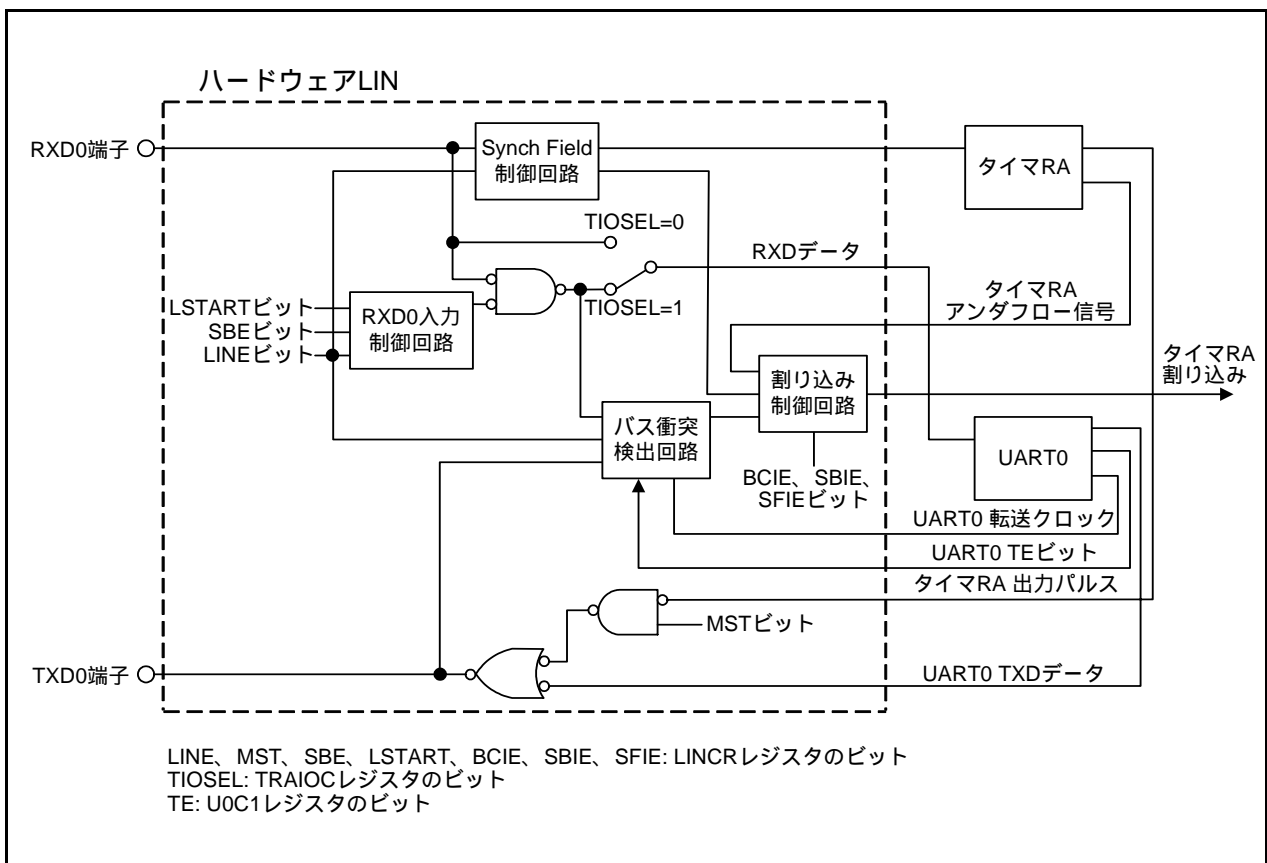 ハードウェアLIN
RXD0端子
Synch Field
制御回路
タイマRA
TIOSEL=0
RXDデータ
TIOSEL=1
LSTARTビット
SBEビット
LINEビット
RXD0入力
制御回路
タイマRA
アンダフロー信号
割り込み
制御回路
タイマRA
割り込み
バス衝突
検出回路
BCIE、SBIE、
SFIEビット
UART0
UART0 転送クロック
UART0 TEビット
タイマRA 出力パルス
MSTビット
TXD0端子
UART0 TXDデータ
LINE、MST、SBE、LSTART、BCIE、SBIE、SFIE: LINCRレジスタのビット
TIOSEL: TRAIOCレジスタのビット
TE: U0C1レジスタのビット